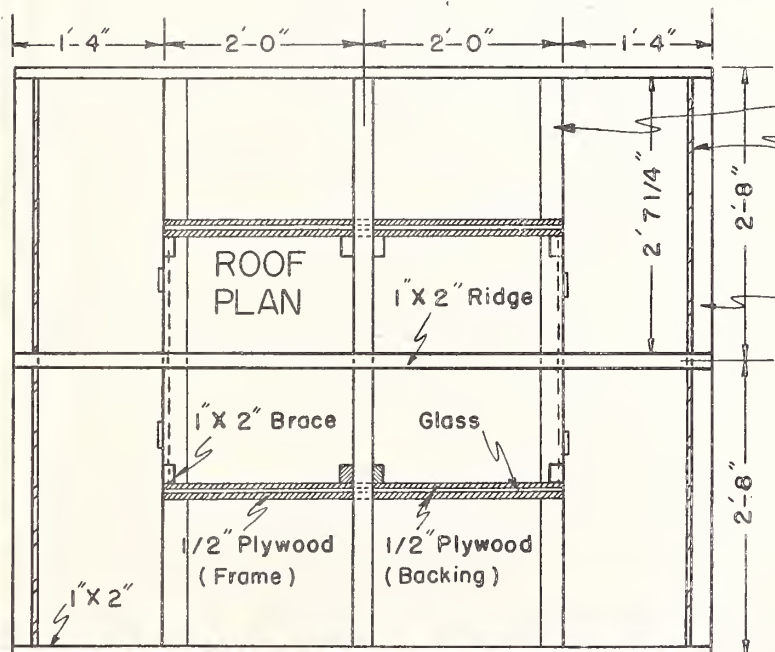 1'-4" 2'-0" 2'-0" 1'-4"
2' 7 1/4"
2'-8"
ROOF
PLAN
1" X 2" Ridge
1" X 2" Brace
Glass
2'-8"
1/2" Plywood
(Frame)
1/2" Plywood
(Backing)
1" X 2"